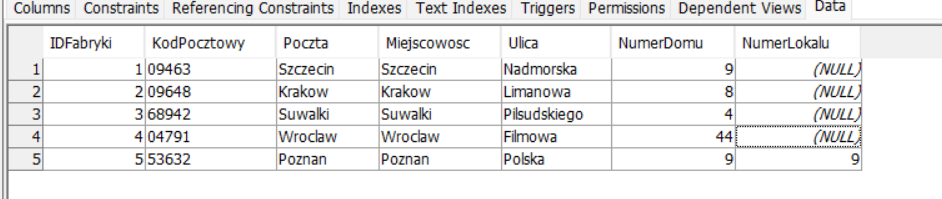 Columns Constraints Referencing Constraints Indexes Text Indexes Triggers Permissions Dependent Views Data
IDFabryki KodPocztowy Poczta Miejscowosc Ulica NumerDomu NumerLokalu
1 1 09463 Szczecin Szczecin Nadmorska 9 (NULL)
2 2 09648 Krakow Krakow Limanowa 8 (NULL)
3 3 68942 Suwalki Suwalki Pilsudskiego 4 (NULL)
4 4 04791 Wroclaw Wroclaw Filmowa 44 (NULL)
5 5 53632 Poznan Poznan Polska 9 9